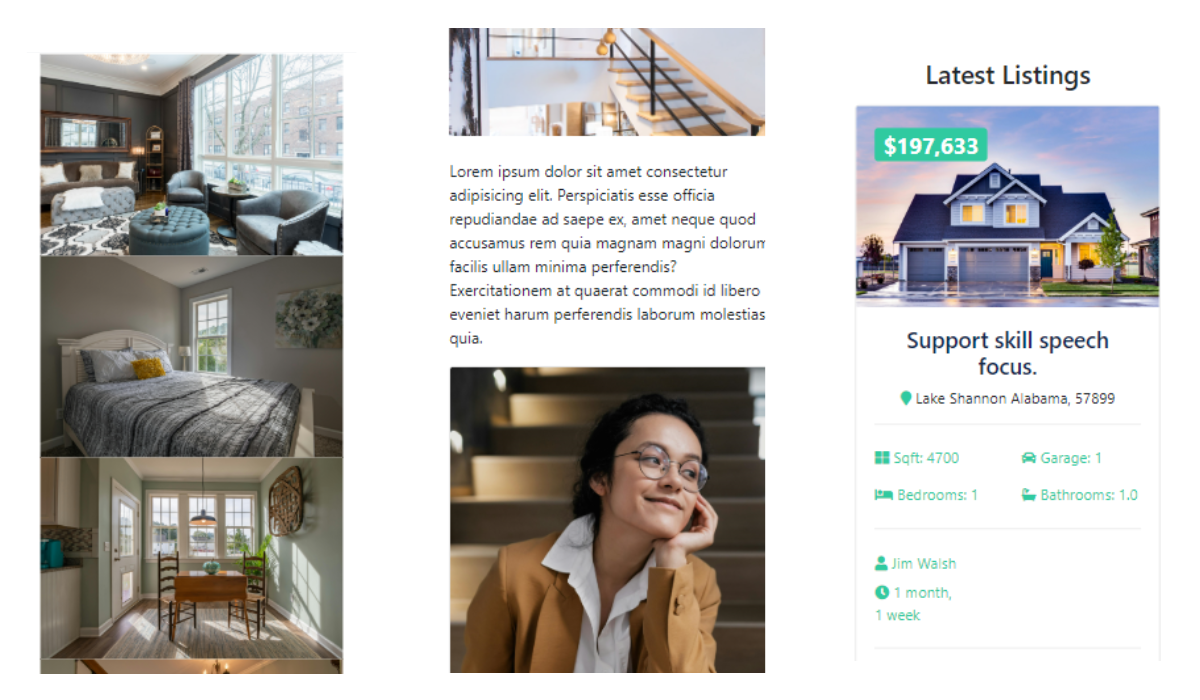 Lorem ipsum dolor sit amet consectetur
adipisicing elit. Perspiciatis esse officia
repudiandae ad saepe ex, amet neque quod
accusamus rem quia magnam magni dolorum
facilis ullam minima perferendis?
Exercitationem at quaerat commodi id libero
eveniet harum perferendis laborum molestias
quia.
Latest Listings
$197,633
Support skill speech
focus.
Lake Shannon Alabama, 57899
Sqft: 4700 Garage: 1
Bedrooms: 1 Bathrooms: 1.0
Jim Walsh
1 month,
1 week